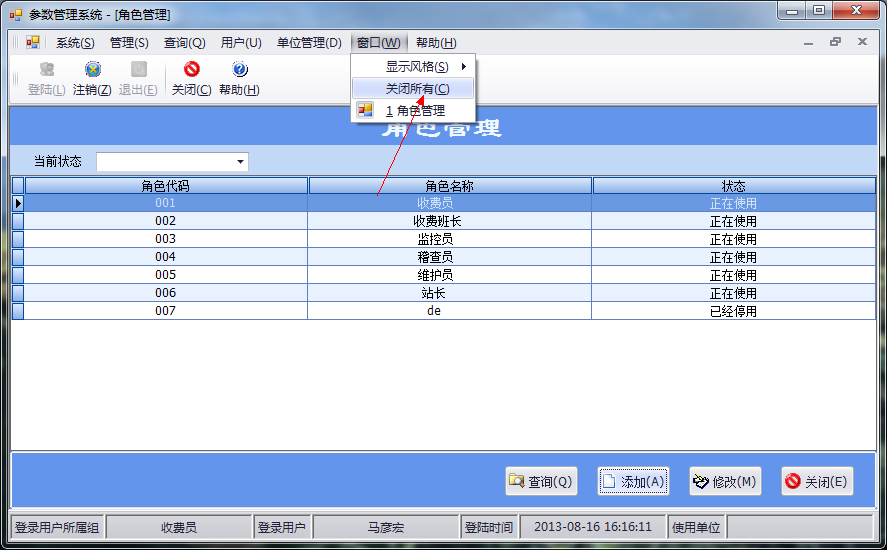 参数管理系统 - [角色管理]
系统(S) 管理(S) 查询(Q) 用户(U) 单位管理(D) 窗口(W) 帮助(H)
显示风格(S)
关闭所有(C)
1 角色管理
登陆(L) 注销(Z) 退出(E) 关闭(C) 帮助(H)
角色管理
当前状态
角色代码 角色名称 状态
001 收费员 正在使用
002 收费班长 正在使用
003 监控员 正在使用
004 稽查员 正在使用
005 维护员 正在使用
006 站长 正在使用
007 de 已经停用
查询(Q) 添加(A) 修改(M) 关闭(E)
登录用户所属组 收费员 登录用户 马彦宏 登陆时间 2013-08-16 16:16:11 使用单位